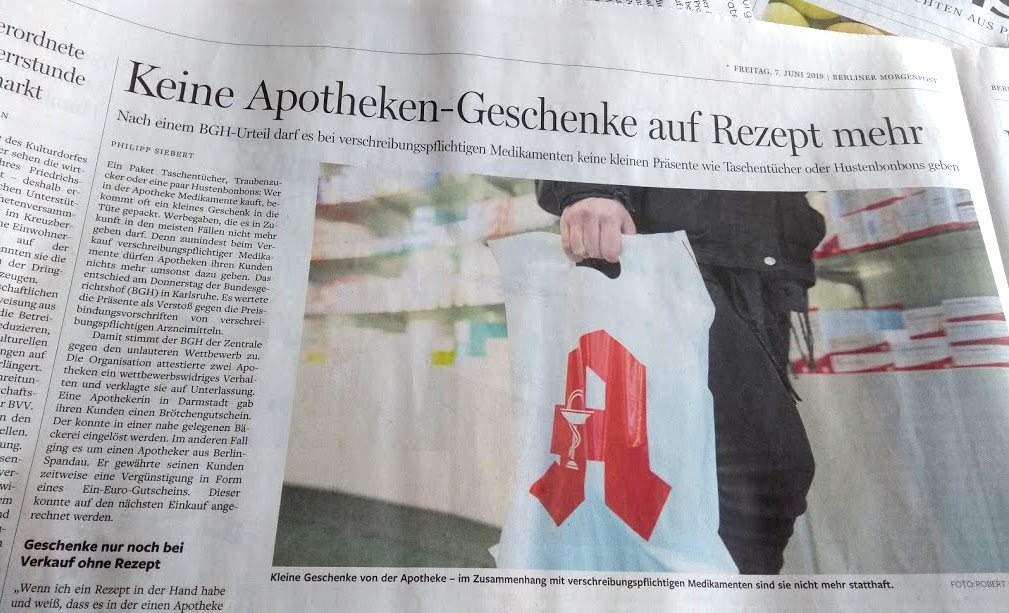 FREITAG, 7. JUNI 2019 | BERLINER MORGENPOST
Keine Apotheken-Geschenke auf Rezept mehr
Nach einem BGH-Urteil darf es bei verschreibungspflichtigen Medikamenten keine kleinen Präsente wie Taschentücher oder Hustenbonbons geben
PHILIPP SIEBERT
Ein Paket Taschentücher, Traubenzu-
cker oder eine paar Hustenbonbons: Wer
in der Apotheke Medikamente kauft, be-
kommt oft ein kleines Geschenk in die
Tüte gepackt. Werbegaben, die es in Zu-
kunft in den meisten Fällen nicht mehr
geben darf. Denn zumindest beim Ver-
kauf verschreibungspflichtiger Medika-
mente dürfen Apotheken ihren Kunden
nichts mehr umsonst dazu geben. Das
entschied am Donnerstag der Bundesge-
richtshof (BGH) in Karlsruhe. Es wertete
die Präsente als Verstoß gegen die Preis-
bindungsvorschriften von verschrei-
bungspflichtigen Arzneimitteln.
Damit stimmt der BGH der Zentrale
gegen den unlauteren Wettbewerb zu.
Die Organisation attestierte zwei Apo-
theken ein wettbewerbswidriges Verhal-
ten und verklagte sie auf Unterlassung.
Eine Apothekerin in Darmstadt gab
ihren Kunden einen Brötchengutschein.
Der konnte in einer nahe gelegenen Bä-
ckerei eingelöst werden. Im anderen Fall
ging es um einen Apotheker aus Berlin-
Spandau. Er gewährte seinen Kunden
zeitweise eine Vergünstigung in Form
eines Ein-Euro-Gutscheins. Dieser
konnte auf den nächsten Einkauf ange-
rechnet werden.
Geschenke nur noch bei
Verkauf ohne Rezept
„Wenn ich ein Rezept in der Hand habe
und weiß, dass es in der einen Apotheke
Kleine Geschenke von der Apotheke – im Zusammenhang mit verschreibungspflichtigen Medikamenten sind sie nicht mehr statthaft.
FOTO:ROBERT